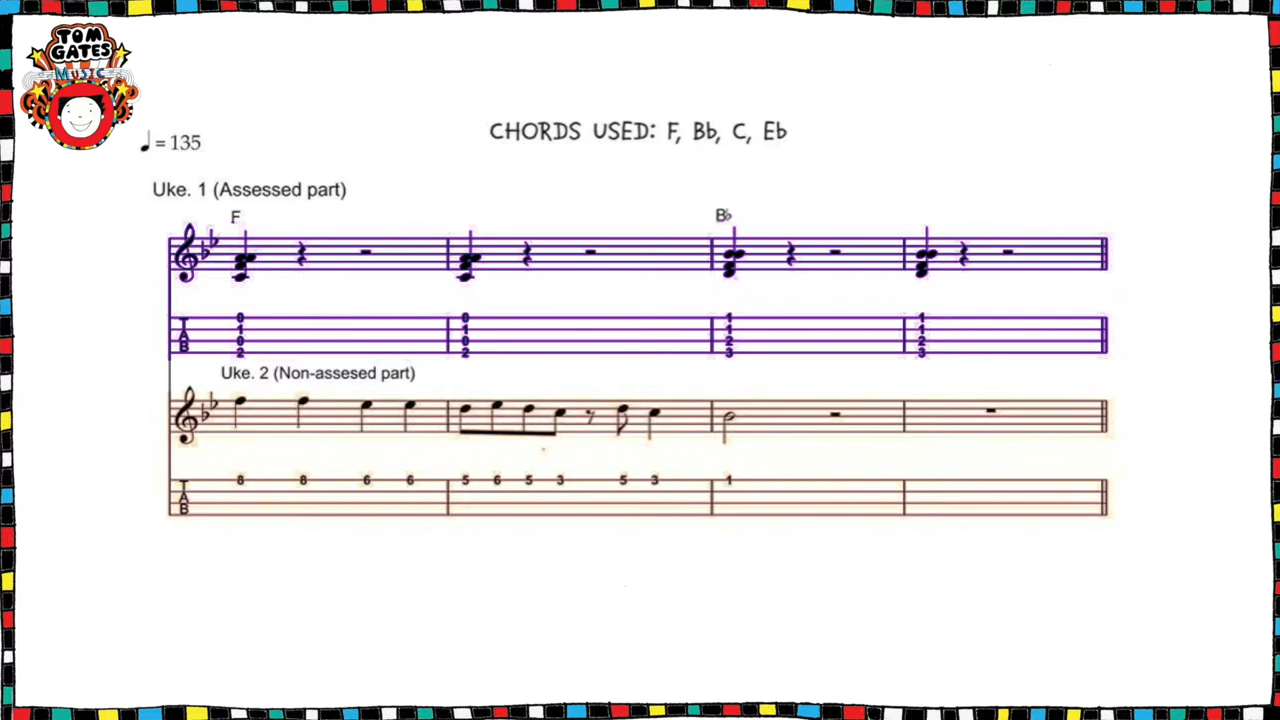 TOM
GATES
MUSIC
CHORDS USED: F, B♭, C, E♭
♩ = 135
Uke. 1 (Assessed part)
F B♭
0 0 1 1
1 1 1 1
0 0 2 2
2 2 3 3
T
A
B
Uke. 2 (Non-assesed part)
8 8 6 6 5 6 5 3 5 3 1
T
A
B